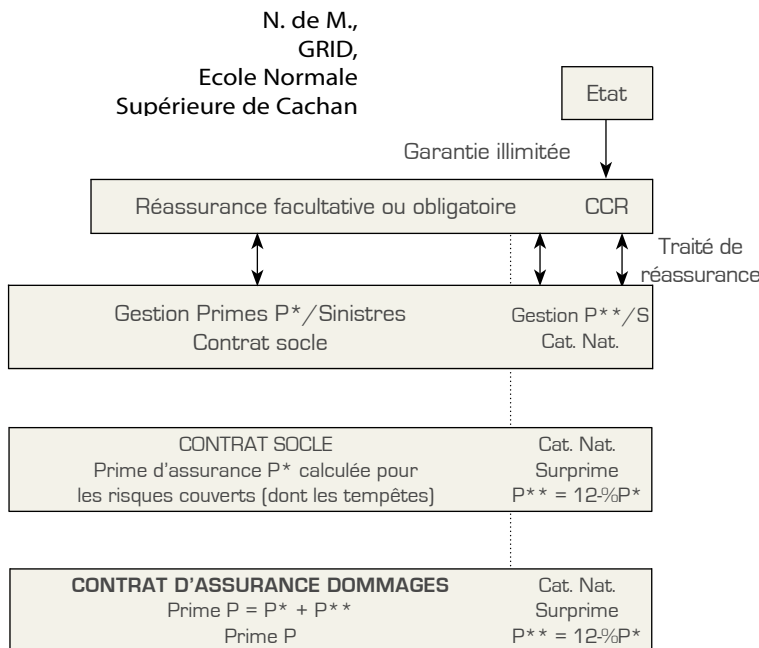 N. de M.,
GRID,
Ecole Normale
Supérieure de Cachan
Etat
Garantie illimitée
Réassurance facultative ou obligatoire CCR
Traité de
réassurance
Gestion Primes P*/Sinistres
Contrat socle
Gestion P**/S
Cat. Nat.
CONTRAT SOCLE
Prime d'assurance P* calculée pour
les risques couverts (dont les tempêtes)
Cat. Nat.
Surprime
P** = 12-%P*
CONTRAT D'ASSURANCE DOMMAGES
Prime P = P* + P**
Prime P
Cat. Nat.
Surprime
P** = 12-%P*